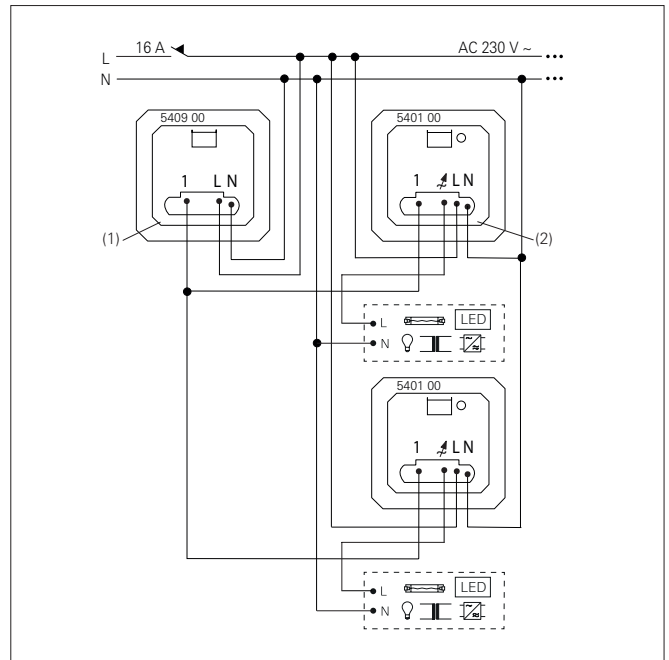 L 16 A AC 230 V ~ •••
N •••
5409 00
1 L N
(1)
5401 00
1 L N
(2)
L LED
N
5401 00
1 L N
L LED
N